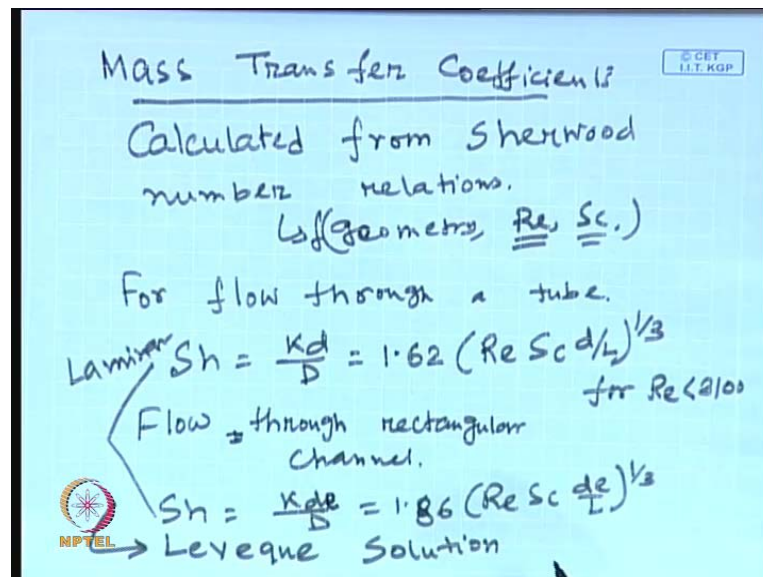 Mass Transfer Coefficients
© CET
I.I.T. KGP
Calculated from Sherwood
number relations.
↳ f(geometry, Re, Sc.)
For flow through a tube.
Laminar Sh = Kd/D = 1.62 (Re Sc d/L)^1/3
for Re<2100
Flow through rectangular
channel.
Sh = Kde/D = 1.86 (Re Sc de/L)^1/3
NPTEL
→ Leveque Solution